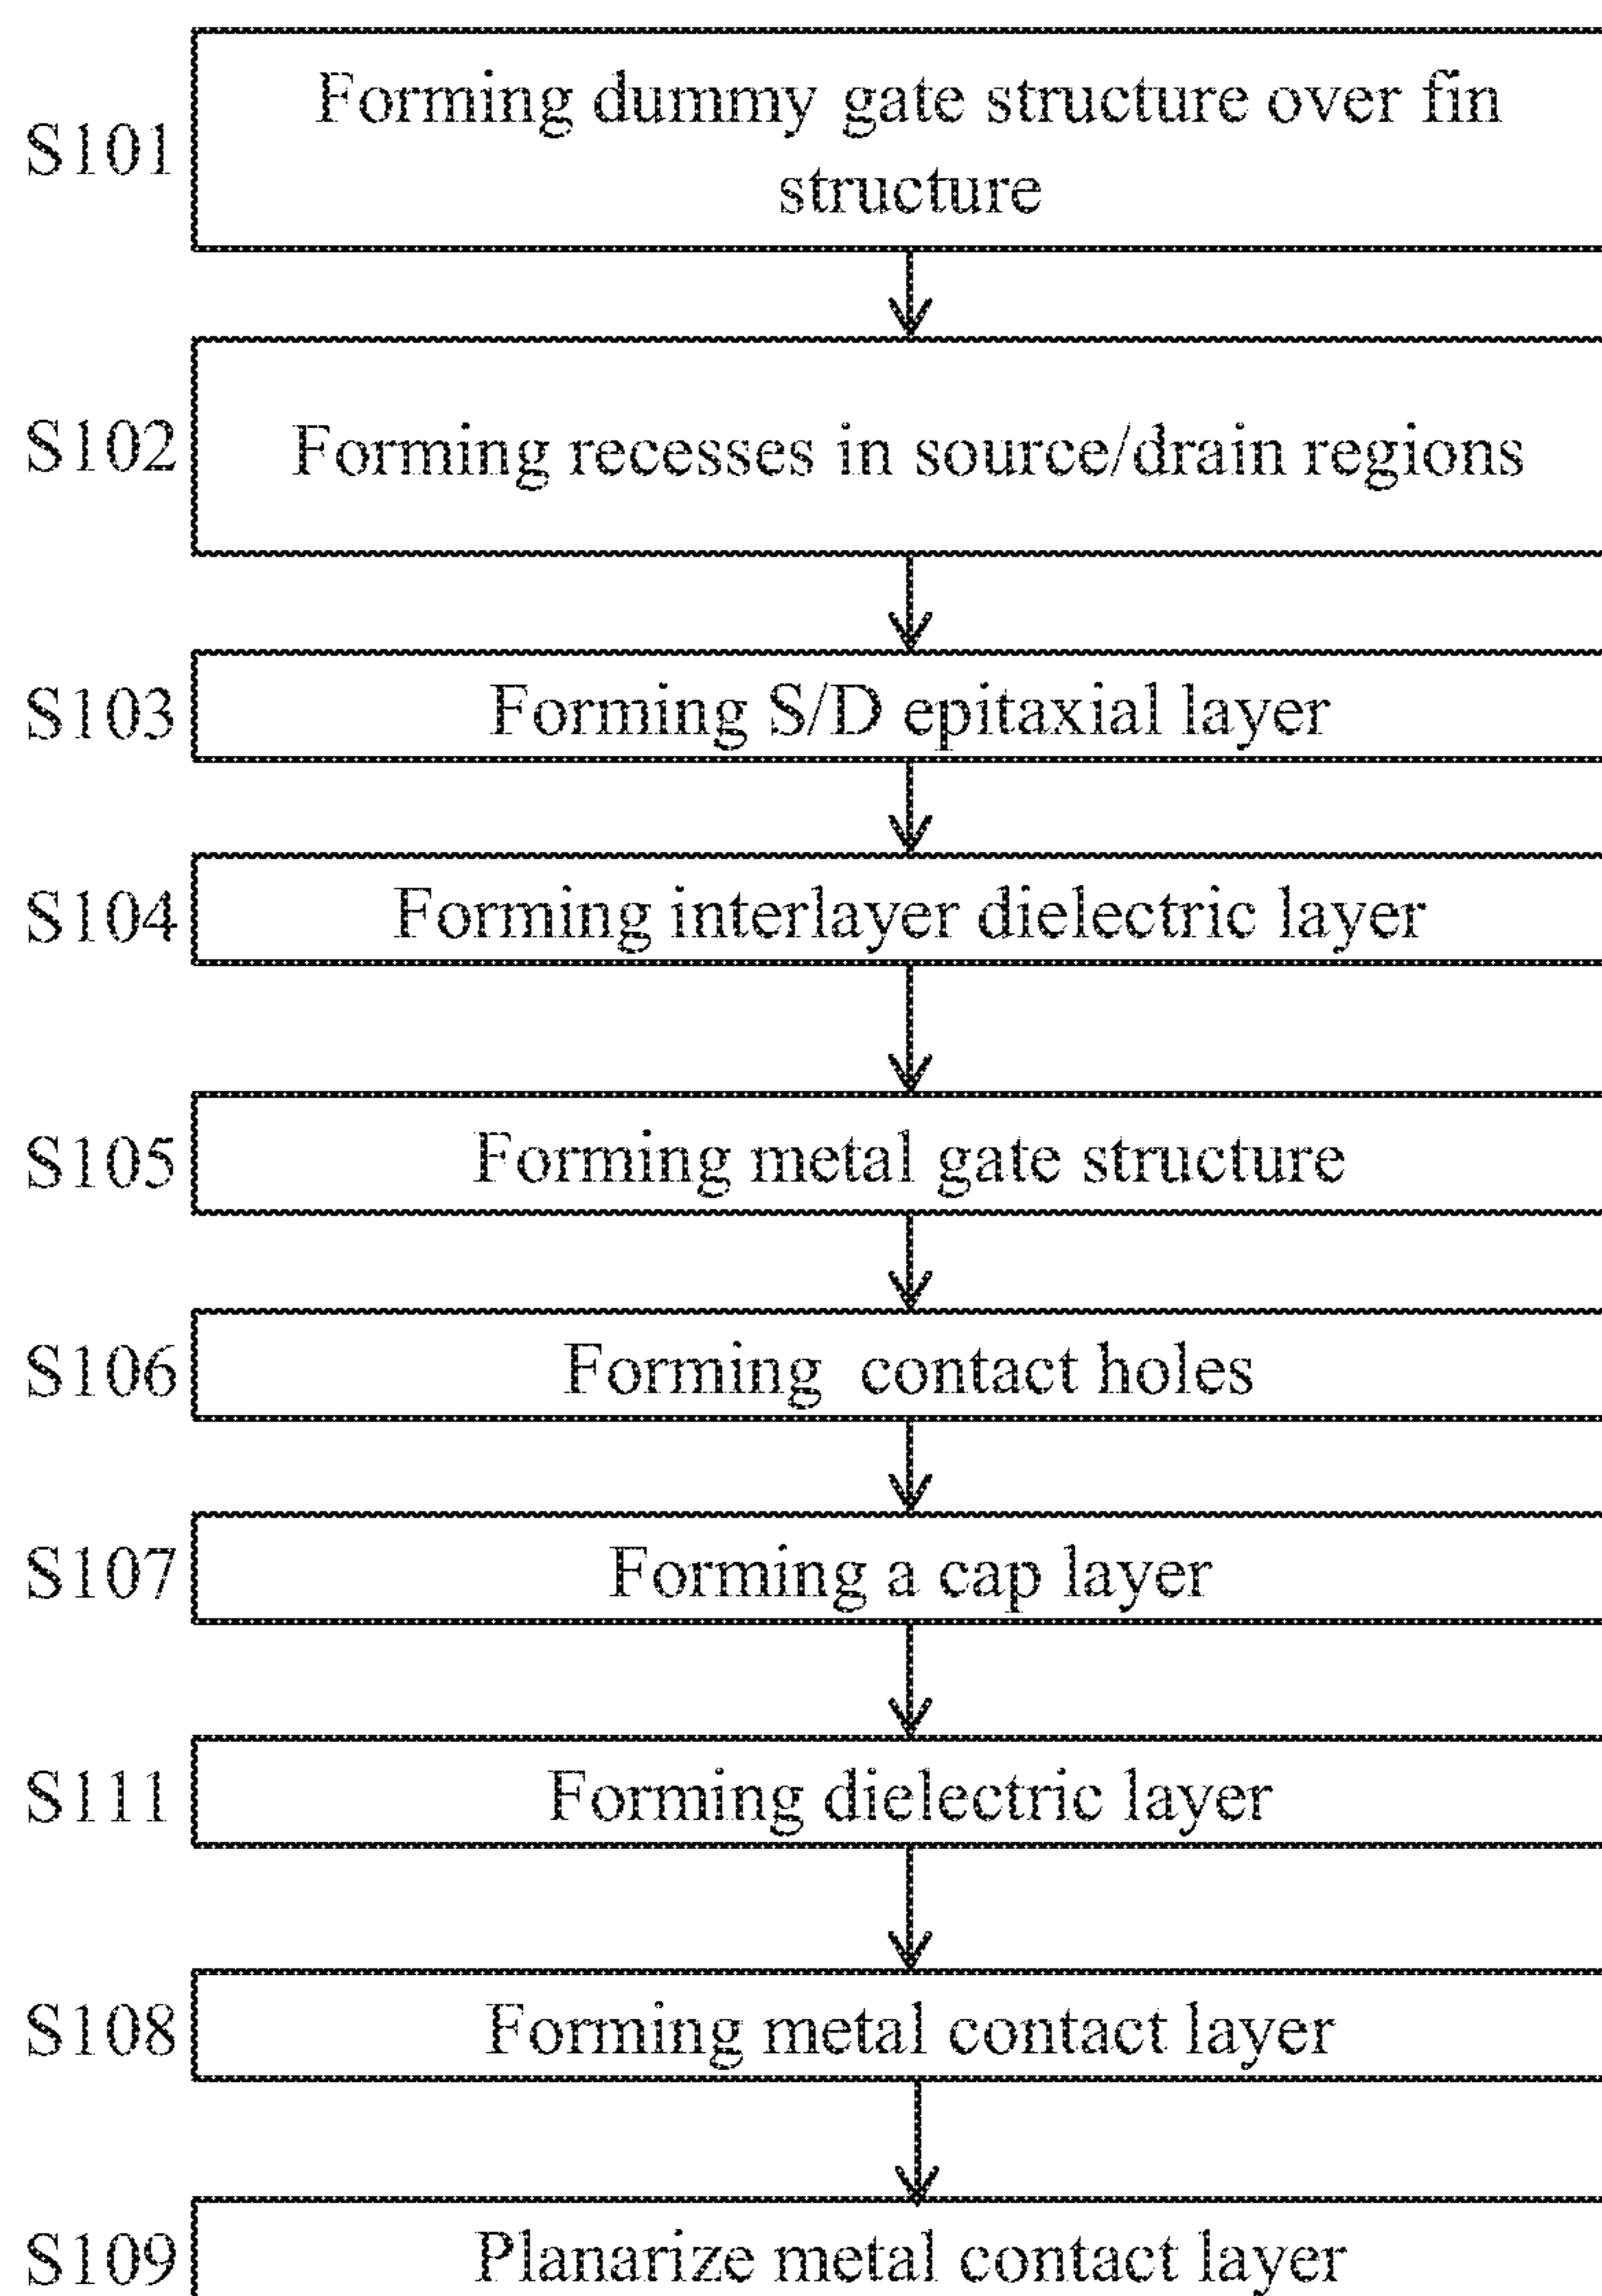 S101
Forming dummy gate structure over fin
structure
S102
Forming recesses in source/drain regions
S103
Forming S/D epitaxial layer
S104
Forming interlayer dielectric layer
S105
Forming metal gate structure
S106
Forming contact holes
S107
Forming a cap layer
S111
Forming dielectric layer
S108
Forming metal contact layer
S109
Planarize metal contact layer